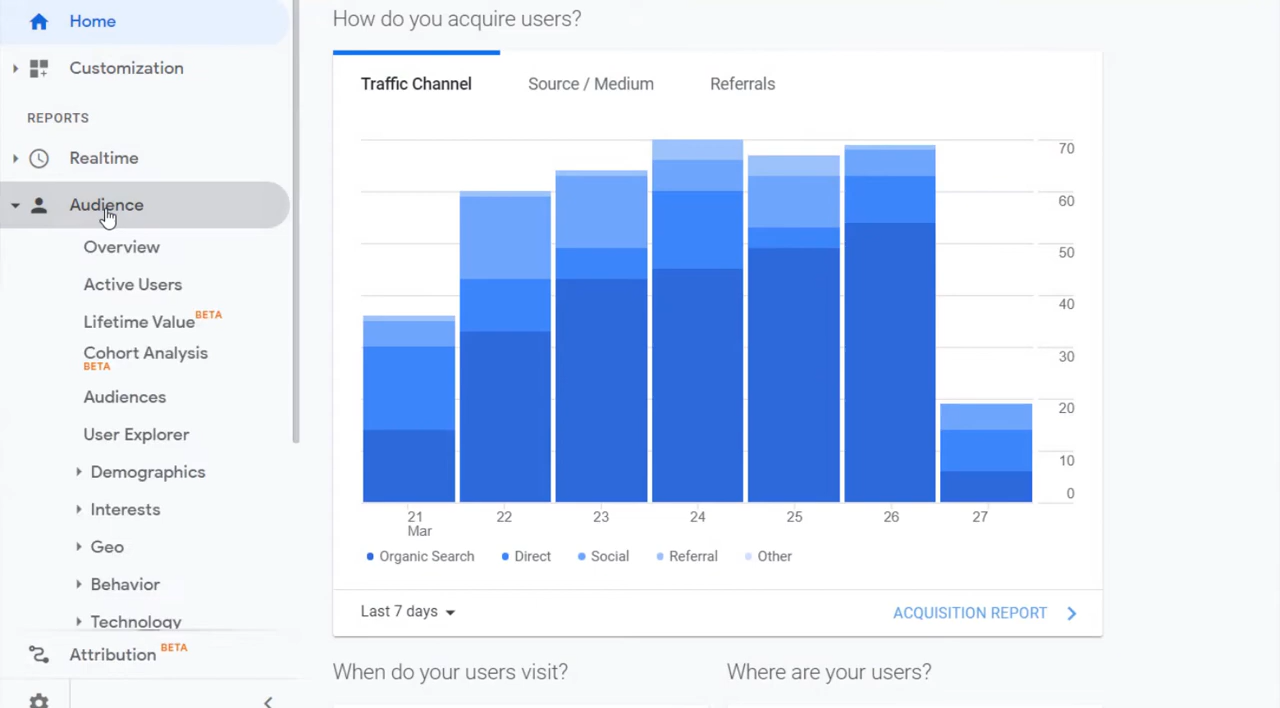 Home
Customization
REPORTS
Realtime
Audience
Overview
Active Users
Lifetime Value BETA
Cohort Analysis
BETA
Audiences
User Explorer
Demographics
Interests
Geo
Behavior
Technology
Attribution BETA
How do you acquire users?
Traffic Channel Source / Medium Referrals
70
60
50
40
30
20
10
0
21 22 23 24 25 26 27
Mar
Organic Search Direct Social Referral Other
Last 7 days ACQUISITION REPORT
When do your users visit? Where are your users?